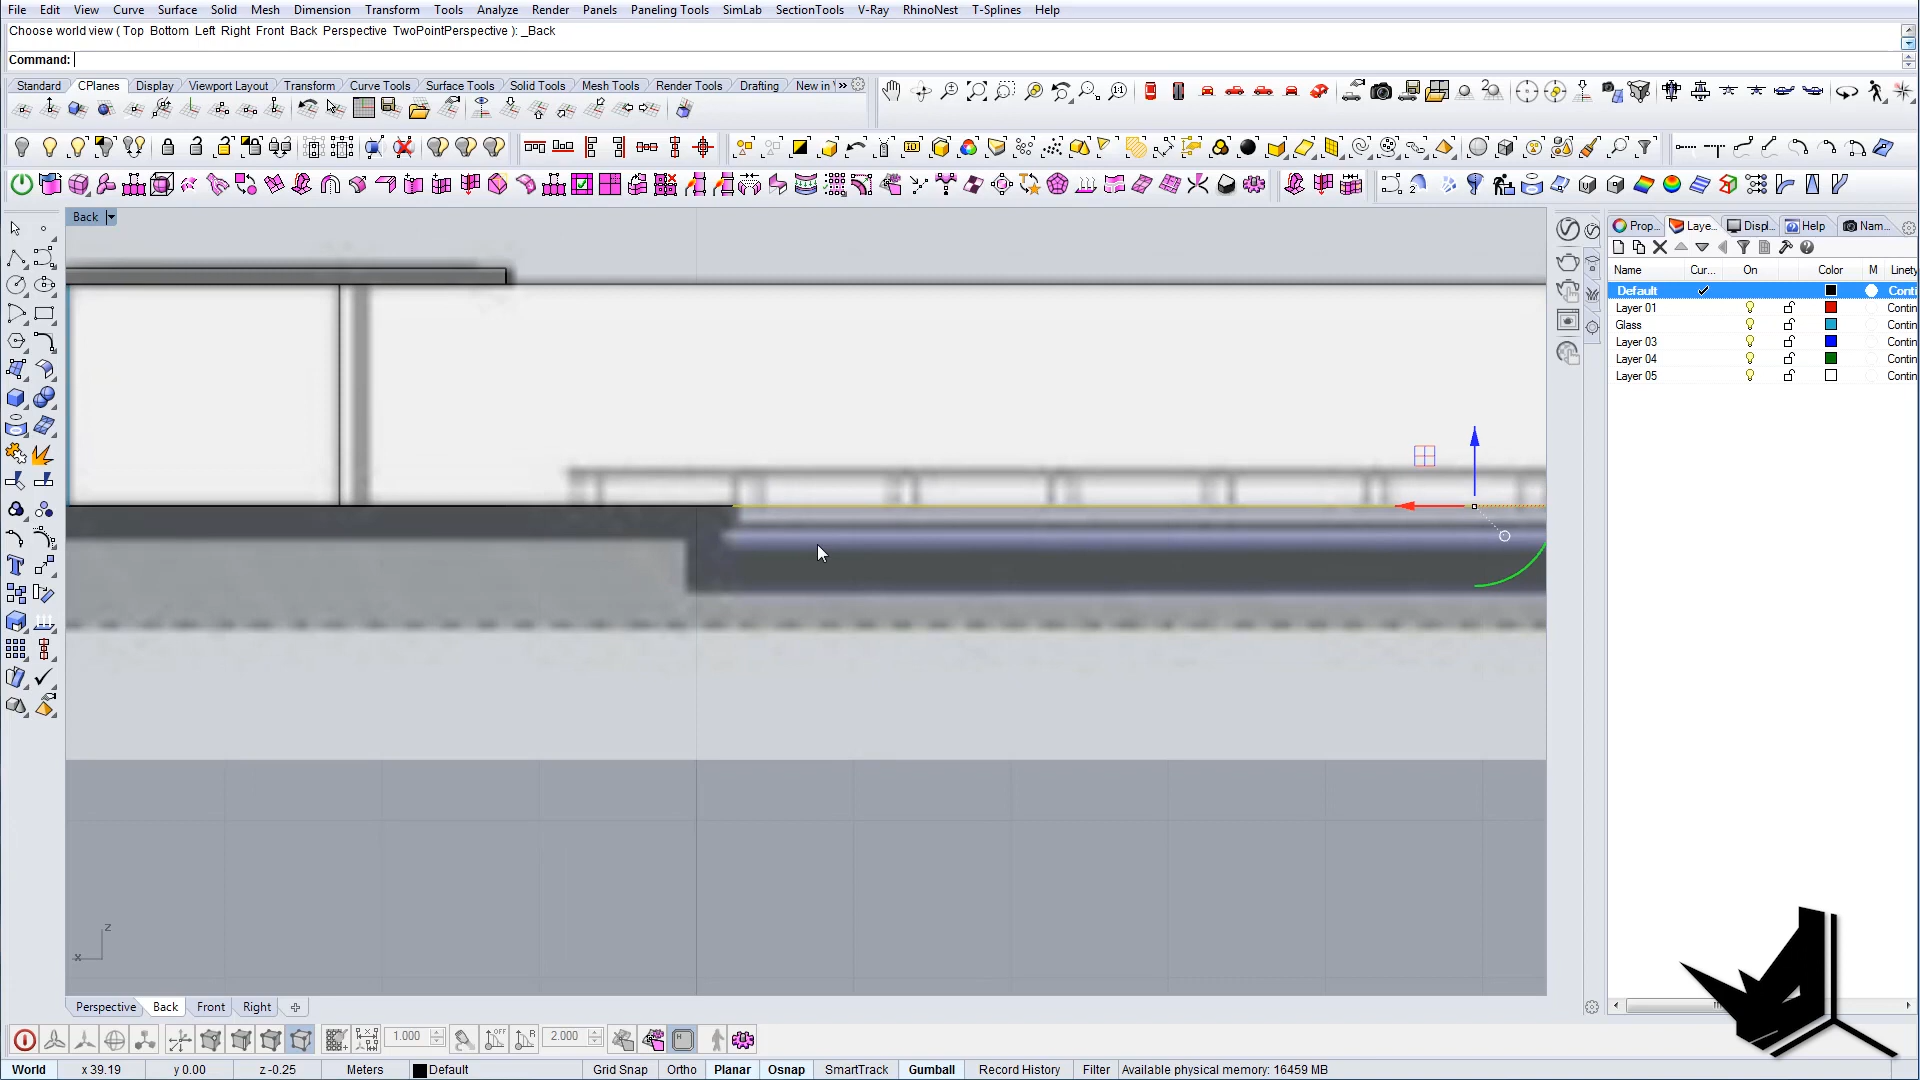 File Edit View Curve Surface Solid Mesh Dimension Transform Tools Analyze Render Panels Paneling Tools SimLab SectionTools V-Ray RhinoNest T-Splines Help
Choose world view ( Top Bottom Left Right Front Back Perspective TwoPointPerspective ): _Back
Command:
Standard CPlanes Display Viewport Layout Transform Curve Tools Surface Tools Solid Tools Mesh Tools Render Tools Drafting New in »
Back
Prop... Laye... Displ... Help Nam...
Name Cur... On Color M Linety
Default Conti
Layer 01 Contin
Glass Contin
Layer 03 Contin
Layer 04 Contin
Layer 05 Contin
z
x
Perspective Back Front Right
1.000 2.000
World x 39.19 y 0.00 z -0.25 Meters Default Grid Snap Ortho Planar Osnap SmartTrack Gumball Record History Filter Available physical memory: 16459 MB